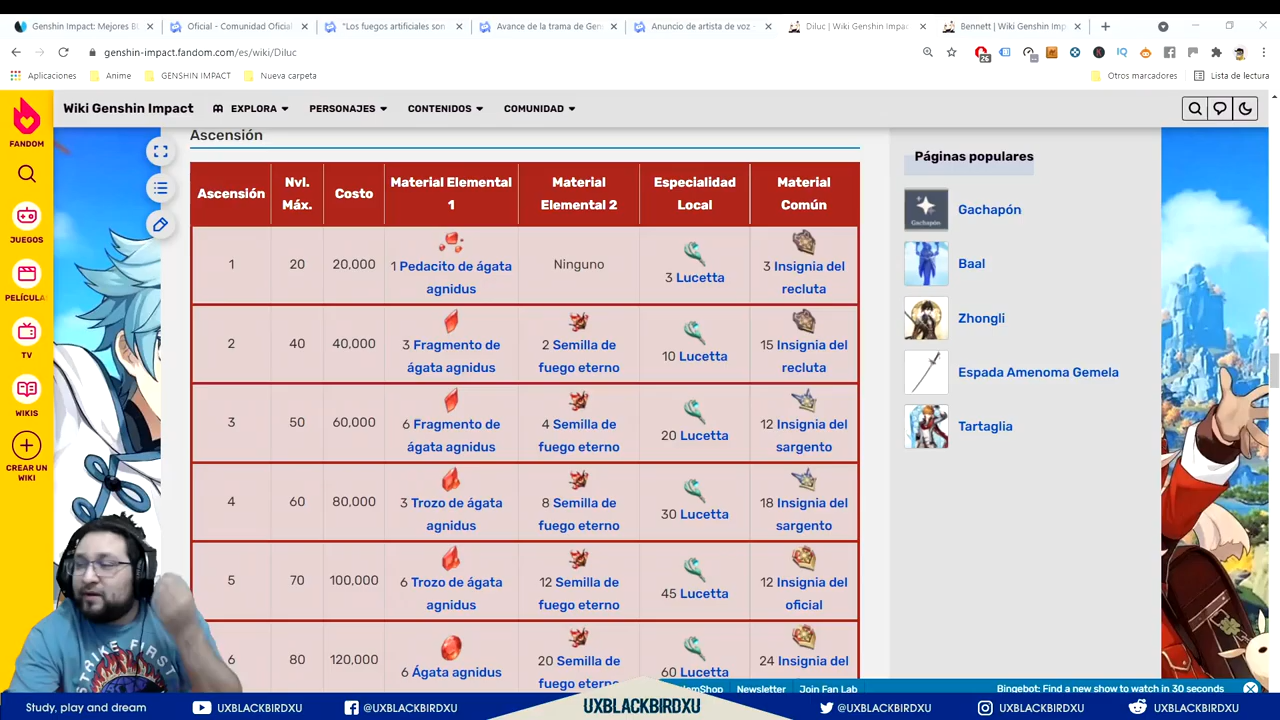 Genshin Impact: Mejores B
Oficial - Comunidad Oficial
"Los fuegos artificiales son
Avance de la trama de Gen
Anuncio de artista de voz -
Diluc | Wiki Genshin Impac
Bennett | Wiki Genshin Imp
genshin-impact.fandom.com/es/wiki/Diluc
26
IQ
Aplicaciones
Anime
GENSHIN IMPACT
Nueva carpeta
Otros marcadores
Lista de lectura
FANDOM
JUEGOS
PELÍCULA
TV
WIKIS
CREAR UN
WIKI
Wiki Genshin Impact
EXPLORA
PERSONAJES
CONTENIDOS
COMUNIDAD
Ascensión
Ascensión
Nvl.
Máx.
Costo
Material Elemental
1
Material
Elemental 2
Especialidad
Local
Material
Común
1
20
20,000
1 Pedacito de ágata
agnidus
Ninguno
3 Lucetta
3 Insignia del
recluta
2
40
40,000
3 Fragmento de
ágata agnidus
2 Semilla de
fuego eterno
10 Lucetta
15 Insignia del
recluta
3
50
60,000
6 Fragmento de
ágata agnidus
4 Semilla de
fuego eterno
20 Lucetta
12 Insignia del
sargento
4
60
80,000
3 Trozo de ágata
agnidus
8 Semilla de
fuego eterno
30 Lucetta
18 Insignia del
sargento
5
70
100,000
6 Trozo de ágata
agnidus
12 Semilla de
fuego eterno
45 Lucetta
12 Insignia del
oficial
6
80
120,000
6 Ágata agnidus
20 Semilla de
fuego eterno
60 Lucetta
24 Insignia del
Páginas populares
Gachapón
Gachapón
Baal
Zhongli
Espada Amenoma Gemela
Tartaglia
STRIKE FIRST
Newsletter
Join Fan Lab
Bingebot: Find a new show to watch in 30 seconds
Study, play and dream
UXBLACKBIRDXU
@UXBLACKBIRDXU
UXBLACKBIRDXU
@UXBLACKBIRDXU
@UXBLACKBIRDXU
@UXBLACKBIRDXU